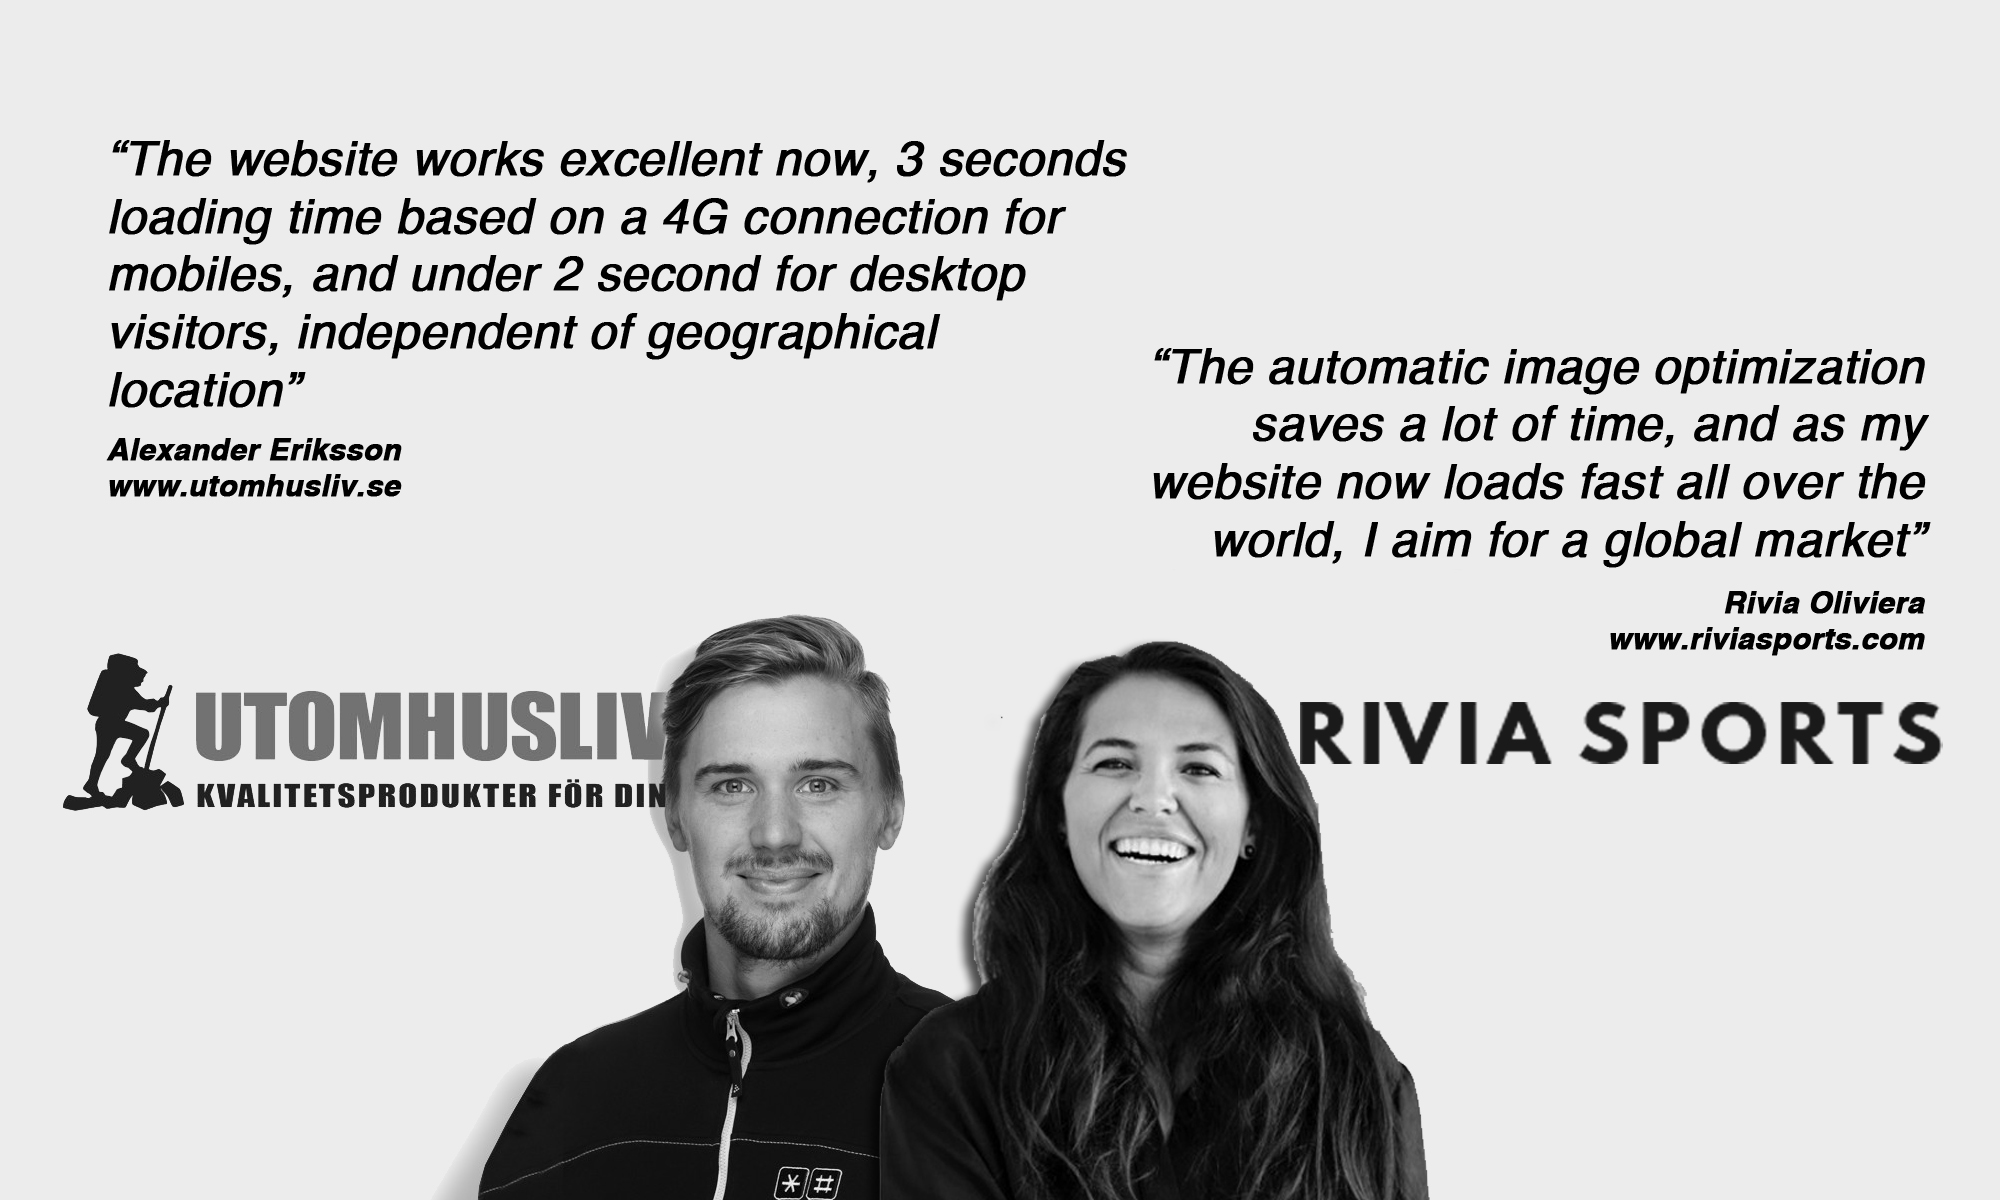 “The website works excellent now, 3 seconds
loading time based on a 4G connection for
mobiles, and under 2 second for desktop
visitors, independent of geographical
location”
Alexander Eriksson
www.utomhusliv.se
“The automatic image optimization
saves a lot of time, and as my
website now loads fast all over the
world, I aim for a global market”
Rivia Oliviera
www.riviasports.com
UTOMHUSLIV
KVALITETSPRODUKTER FÖR DIN
RIVIA SPORTS
*#